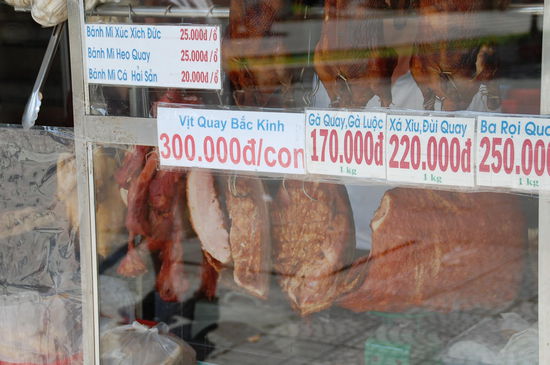 Bánh Mì Xúc Xích Đức 25.000đ/ổ
Bánh Mì Heo Quay 25.000đ/ổ
Bánh Mì Cá Hải Sản 20.000đ/ổ
Vịt Quay Bắc Kinh
300.000đ/con
Gà Quay,Gà Luộc
170.000đ
1 kg
Xá Xíu,Đùi Quay
220.000đ
1 kg
Ba Rọi
250.000
1 kg